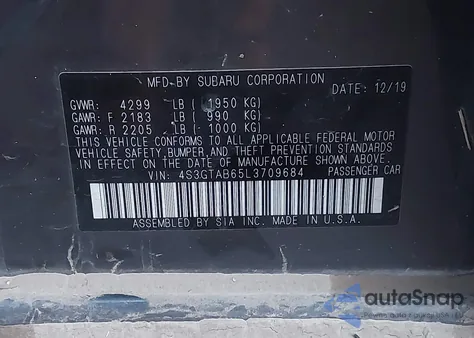 MFD BY SUBARU CORPORATION
DATE: 12/19
GVWR: 4299 LB ( 1950 KG)
GAWR: F 2183 LB ( 990 KG)
GAWR: R 2205 LB ( 1000 KG)
THIS VEHICLE CONFORMS TO ALL APPLICABLE FEDERAL MOTOR
VEHICLE SAFETY, BUMPER, AND THEFT PREVENTION STANDARDS
IN EFFECT ON THE DATE OF MANUFACTURE SHOWN ABOVE.
VIN: 4S3GTAB65L3709684 PASSENGER CAR
ASSEMBLED BY SIA INC. MADE IN U.S.A.
autoSnap
POWERED BY CARFAST